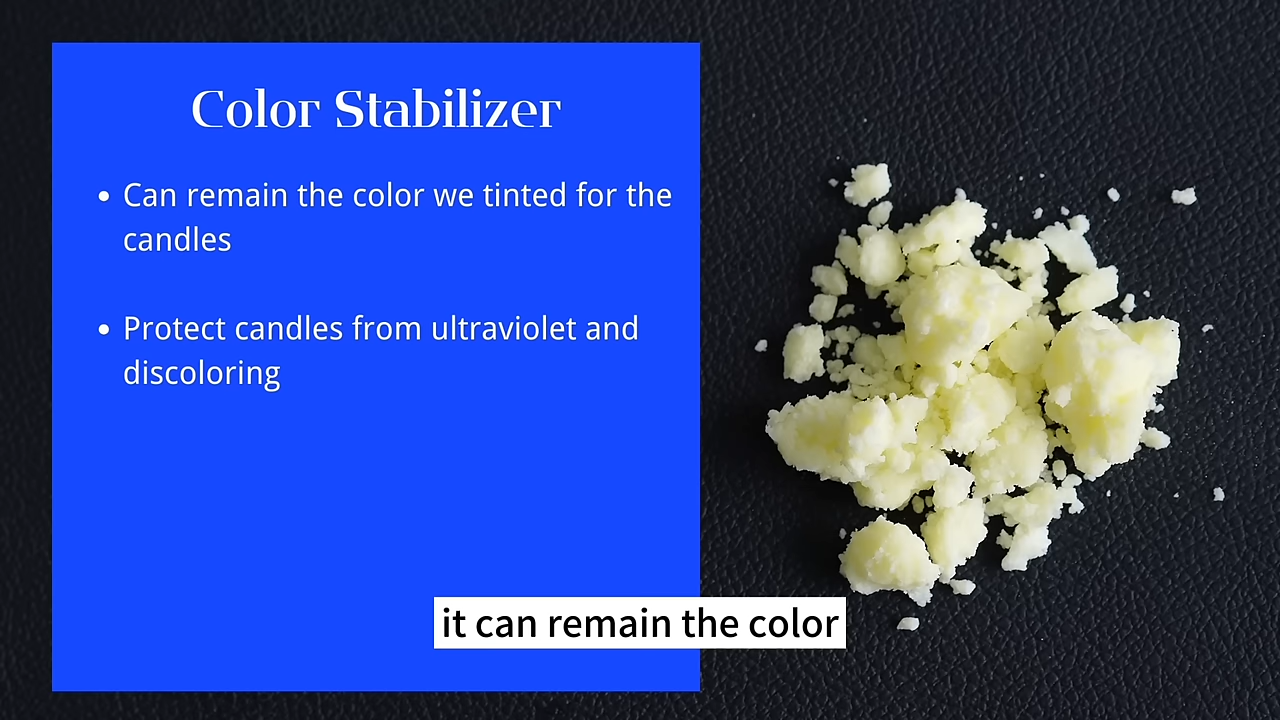 Color Stabilizer
• Can remain the color we tinted for the
candles
• Protect candles from ultraviolet and
discoloring
it can remain the color